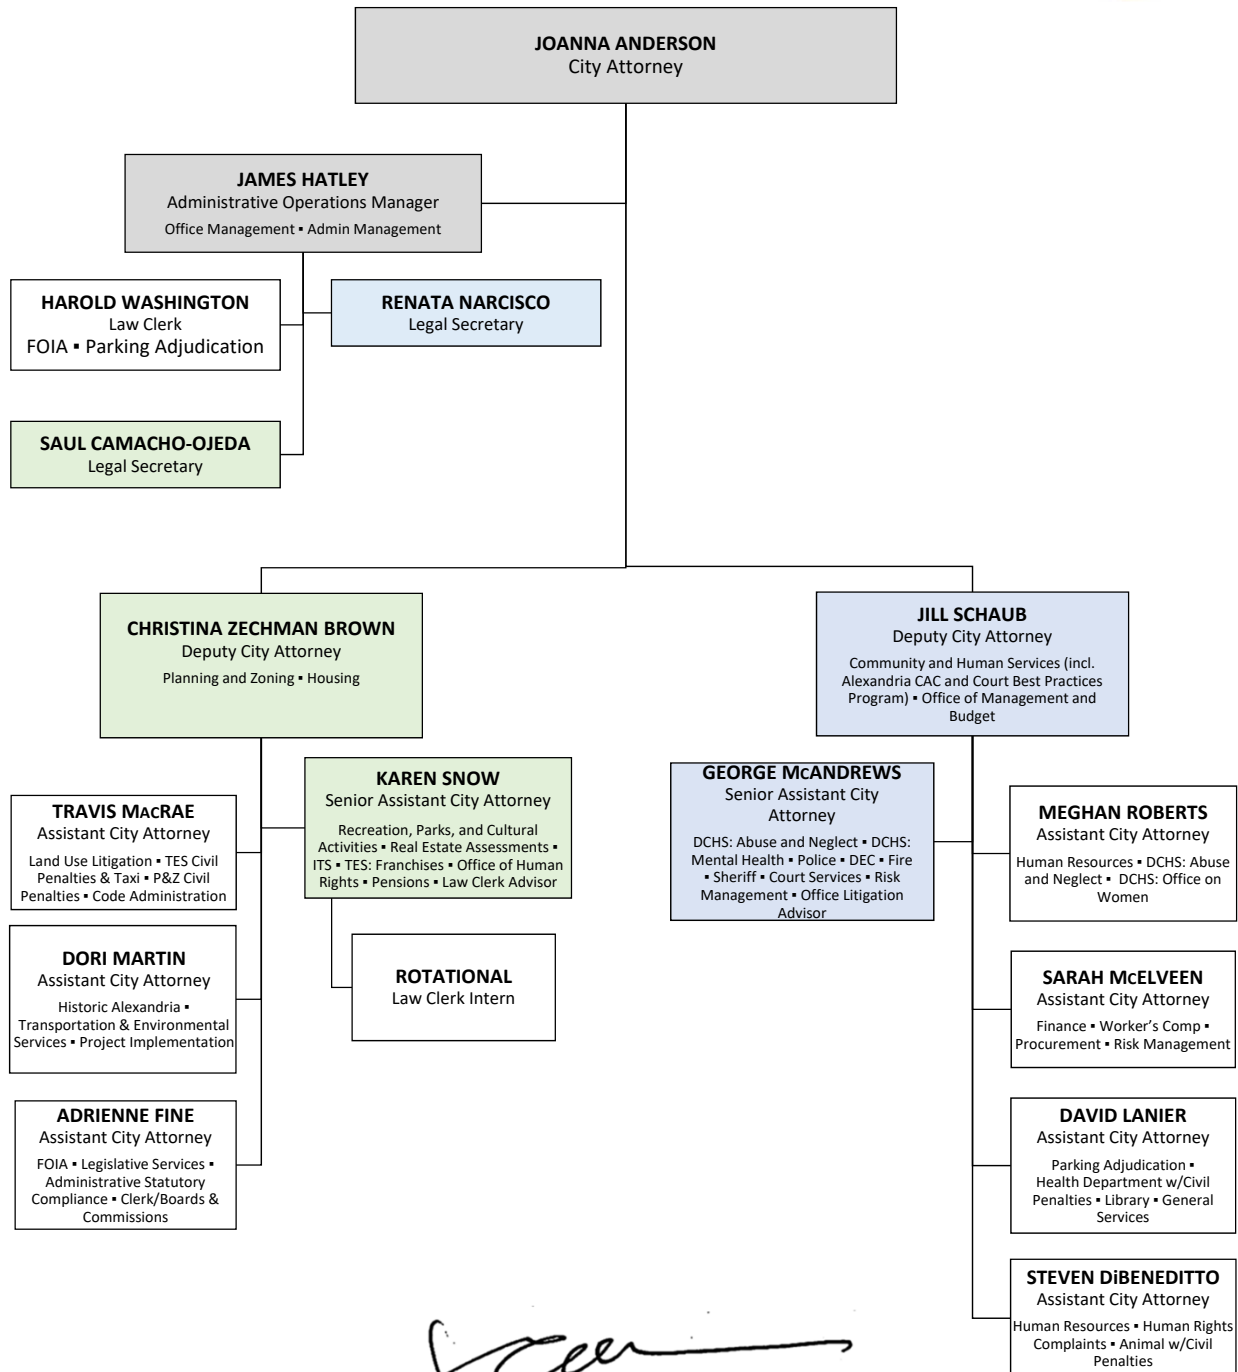 JOANNA ANDERSON
City Attorney
JAMES HATLEY
Administrative Operations Manager
Office Management ▪ Admin Management
HAROLD WASHINGTON
Law Clerk
FOIA ▪ Parking Adjudication
RENATA NARCISCO
Legal Secretary
SAUL CAMACHO-OJEDA
Legal Secretary
CHRISTINA ZECHMAN BROWN
Deputy City Attorney
Planning and Zoning ▪ Housing
JILL SCHAUB
Deputy City Attorney
Community and Human Services (incl.
Alexandria CAC and Court Best Practices
Program) ▪ Office of Management and
Budget
TRAVIS MACRAE
Assistant City Attorney
Land Use Litigation ▪ TES Civil
Penalties & Taxi ▪ P&Z Civil
Penalties ▪ Code Administration
KAREN SNOW
Senior Assistant City Attorney
Recreation, Parks, and Cultural
Activities ▪ Real Estate Assessments ▪
ITS ▪ TES: Franchises ▪ Office of Human
Rights ▪ Pensions ▪ Law Clerk Advisor
DORI MARTIN
Assistant City Attorney
Historic Alexandria ▪
Transportation & Environmental
Services ▪ Project Implementation
ROTATIONAL
Law Clerk Intern
ADRIENNE FINE
Assistant City Attorney
FOIA ▪ Legislative Services ▪
Administrative Statutory
Compliance ▪ Clerk/Boards &
Commissions
GEORGE MCANDREWS
Senior Assistant City
Attorney
DCHS: Abuse and Neglect ▪ DCHS:
Mental Health ▪ Police ▪ DEC ▪ Fire
▪ Sheriff ▪ Court Services ▪ Risk
Management ▪ Office Litigation
Advisor
MEGHAN ROBERTS
Assistant City Attorney
Human Resources ▪ DCHS: Abuse
and Neglect ▪ DCHS: Office on
Women
SARAH MCELVEEN
Assistant City Attorney
Finance ▪ Worker’s Comp ▪
Procurement ▪ Risk Management
DAVID LANIER
Assistant City Attorney
Parking Adjudication ▪
Health Department w/Civil
Penalties ▪ Library ▪ General
Services
STEVEN DiBENEDITTO
Assistant City Attorney
Human Resources ▪ Human Rights
Complaints ▪ Animal w/Civil
Penalties